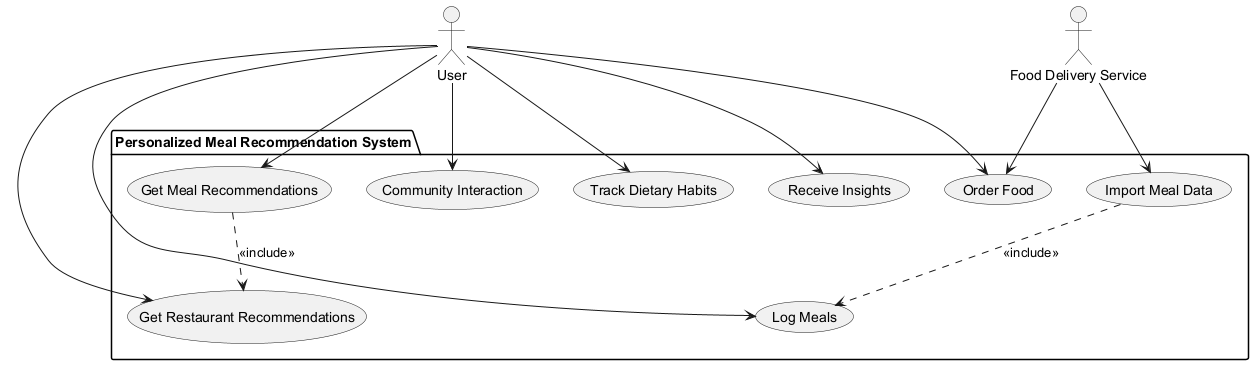 User
Food Delivery Service
Personalized Meal Recommendation System
Get Meal Recommendations
Community Interaction
Track Dietary Habits
Receive Insights
Order Food
Import Meal Data
«include»
«include»
Get Restaurant Recommendations
Log Meals